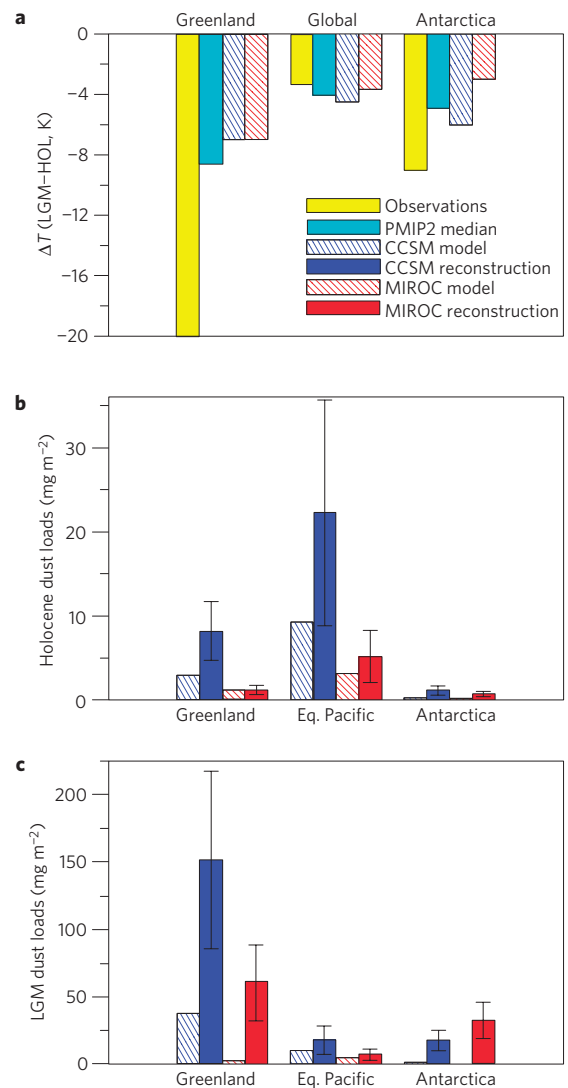 a
Greenland Global Antarctica
0
−4
−8
−12
−16
−20
ΔT (LGM−HOL, K)
Observations
PMIP2 median
CCSM model
CCSM reconstruction
MIROC model
MIROC reconstruction
b
30
20
10
0
Holocene dust loads (mg m⁻²)
Greenland Eq. Pacific Antarctica
c
200
150
100
50
0
LGM dust loads (mg m⁻²)
Greenland Eq. Pacific Antarctica